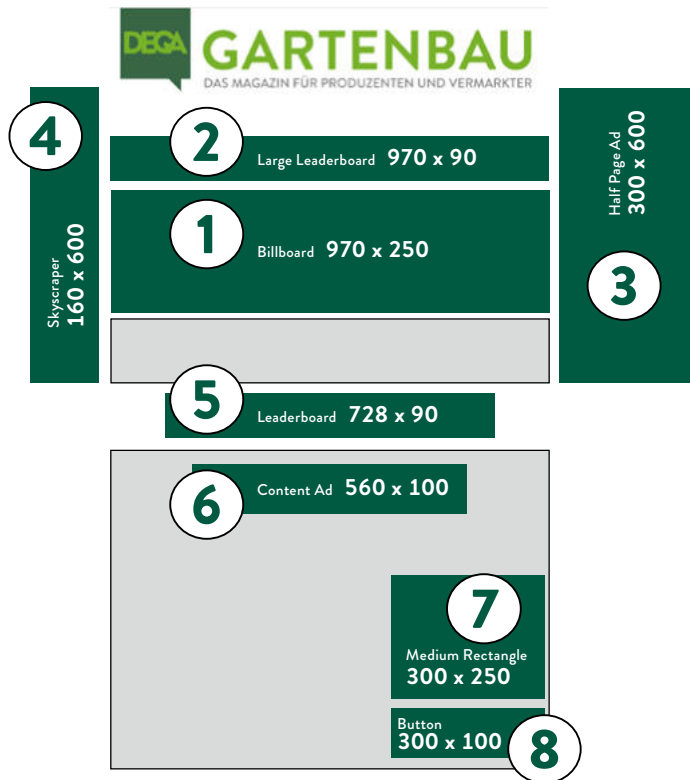 DEGA
GARTENBAU
DAS MAGAZIN FÜR PRODUZENTEN UND VERMARKTER
4
Skyscraper
160 x 600
2
Large Leaderboard 970 x 90
1
Billboard 970 x 250
Half Page Ad
300 x 600
3
5
Leaderboard 728 x 90
6
Content Ad 560 x 100
7
Medium Rectangle
300 x 250
Button
300 x 100
8